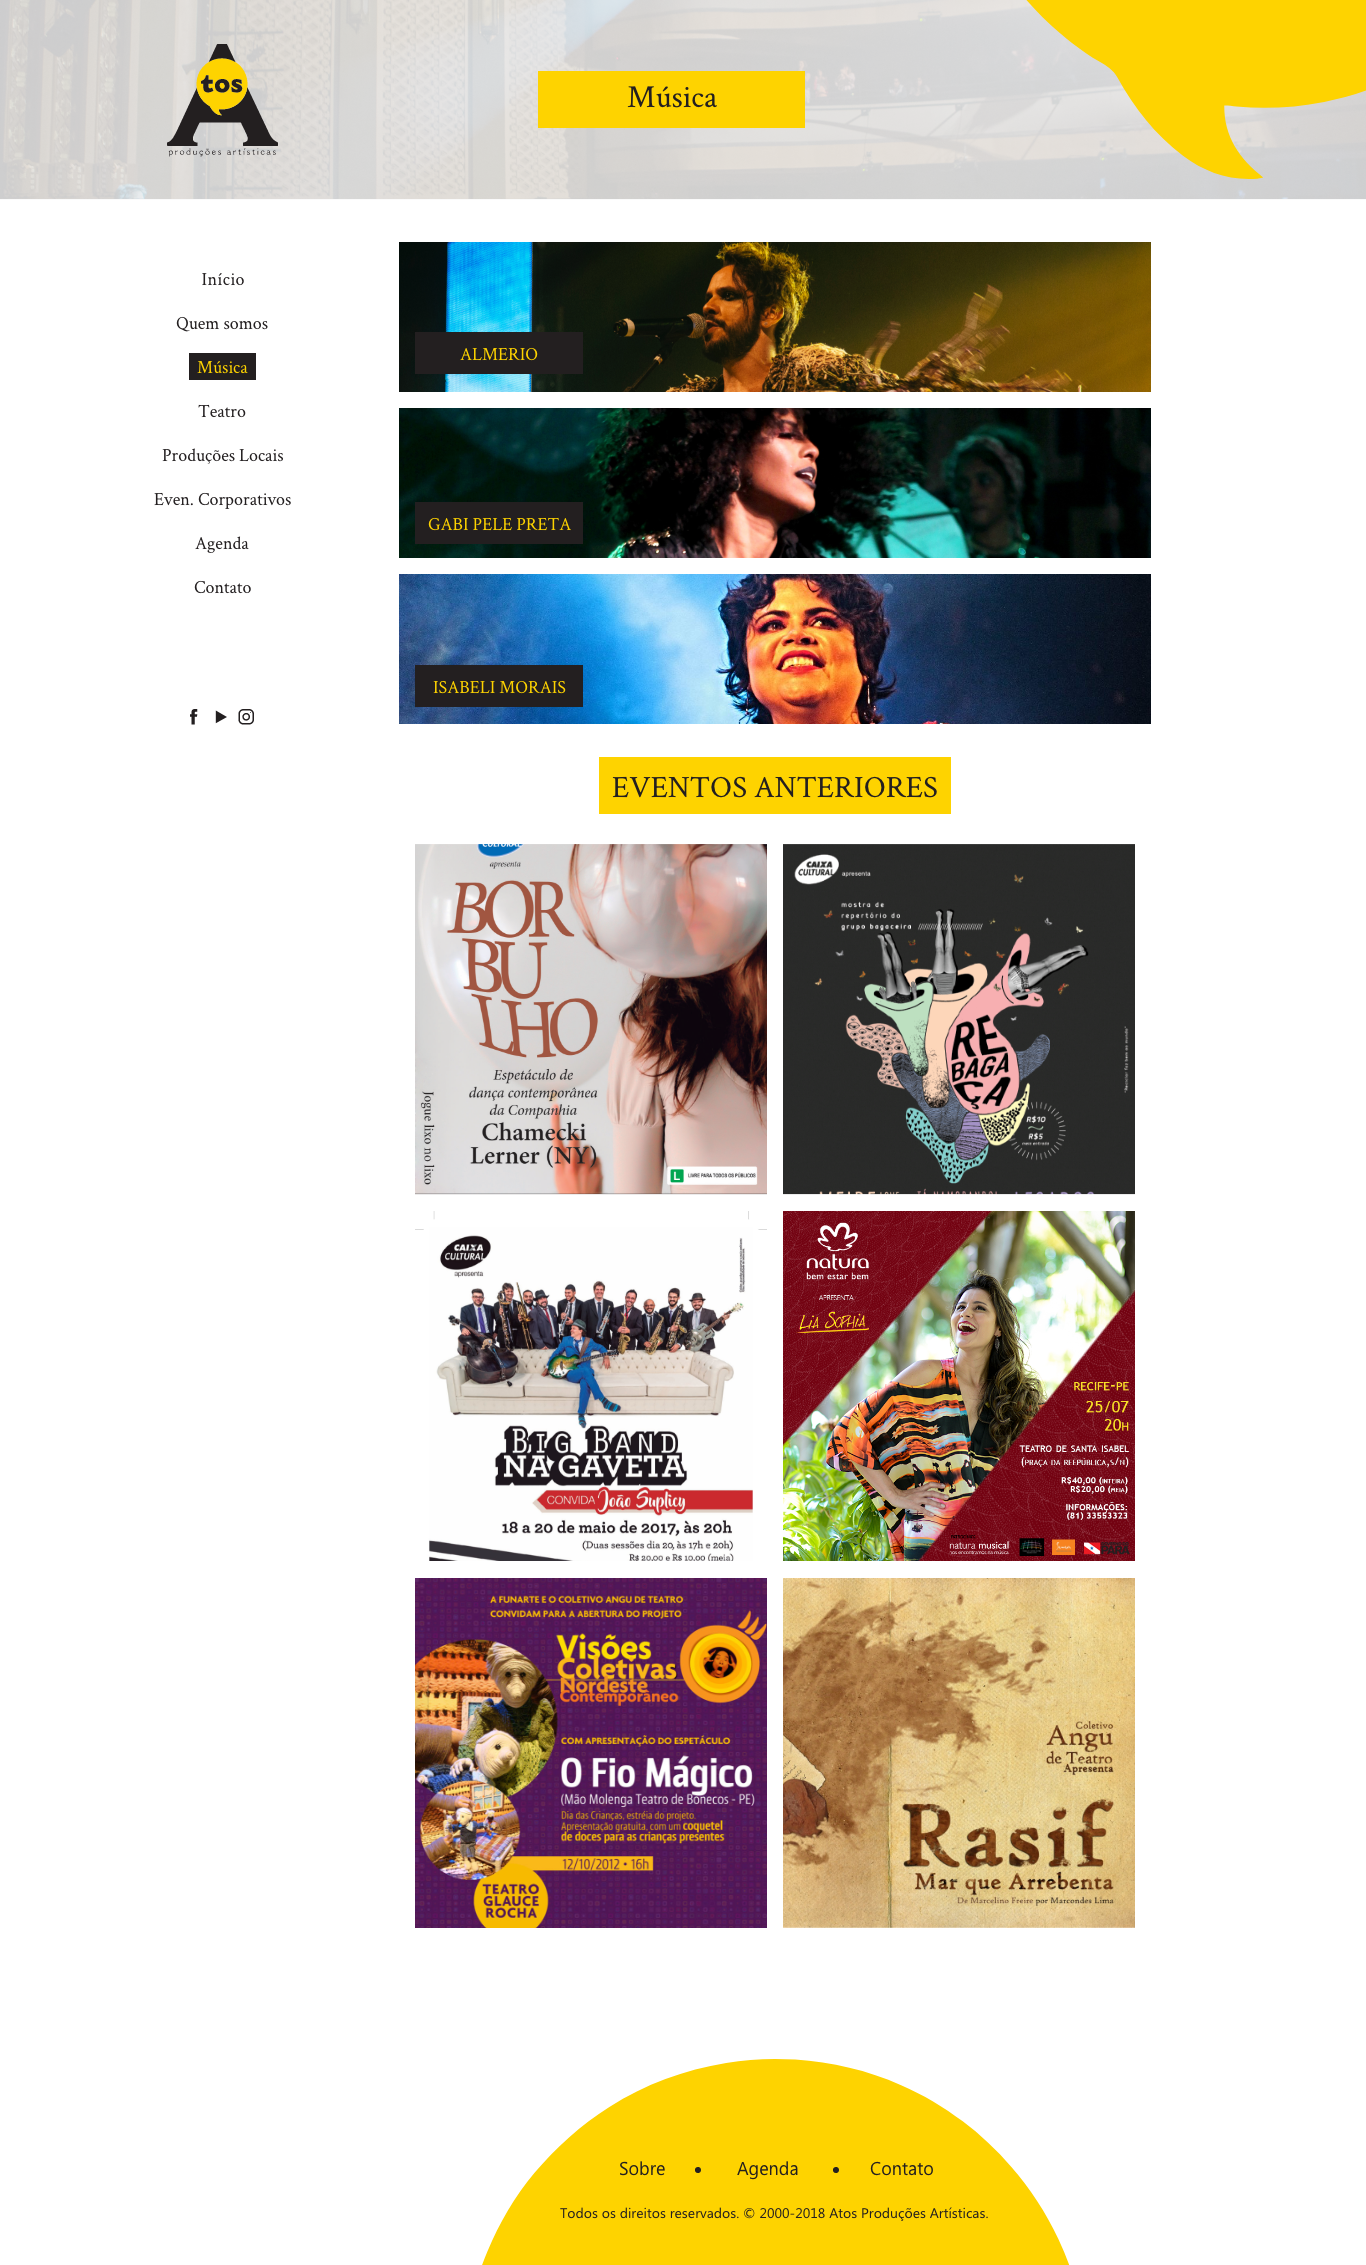 tos
produções artísticas
Música
Início
Quem somos
Música
Teatro
Produções Locais
Even. Corporativos
Agenda
Contato
ALMERIO
GABI PELE PRETA
ISABELI MORAIS
EVENTOS ANTERIORES
CULTURAL
apresenta
BOR
BU
LHO
Espetáculo de
dança contemporânea
da Companhia
Chamecki
Lerner (NY)
Jogue lixo no lixo
L
LIVRE PARA TODOS OS PÚBLICOS
CAIXA
CULTURAL
apresenta
mostra de
repertório do
grupo bagaceira
RE
BAGA
ÇA
R$10
R$5
CAIXA
CULTURAL
apresenta
BIG BAND
NA GAVETA
CONVIDA João Suplicy
18 a 20 de maio de 2017, às 20h
(Duas sessões dia 20, às 17h e 20h)
R$ 20,00 e R$ 10,00 (meia)
natura
bem estar bem
APRESENTA
Lia Sophia
RECIFE-PE
25/07
20H
TEATRO DE SANTA ISABEL
(PRAÇA DA REEPÚBLICA,S/N)
R$40,00 (INTEIRA)
R$20,00 (MEIA)
INFORMAÇÕES:
(81) 33553323
natura musical
A FUNARTE E O COLETIVO ANGU DE TEATRO
CONVIDAM PARA A ABERTURA DO PROJETO
Visões
Coletivas
Nordeste
Contemporâneo
COM APRESENTAÇÃO DO ESPETÁCULO
O Fio Mágico
(Mão Molenga Teatro de Bonecos - PE)
Dia das Crianças, estréia do projeto.
Apresentação gratuita, com um coquetel
de doces para as crianças presentes
12/10/2012 • 16h
TEATRO
GLAUCE
ROCHA
Coletivo
Angu
de Teatro
Apresenta
Rasif
Mar que Arrebenta
De Marcelino Freire por Marcondes Lima
Sobre • Agenda • Contato
Todos os direitos reservados. © 2000-2018 Atos Produções Artísticas.